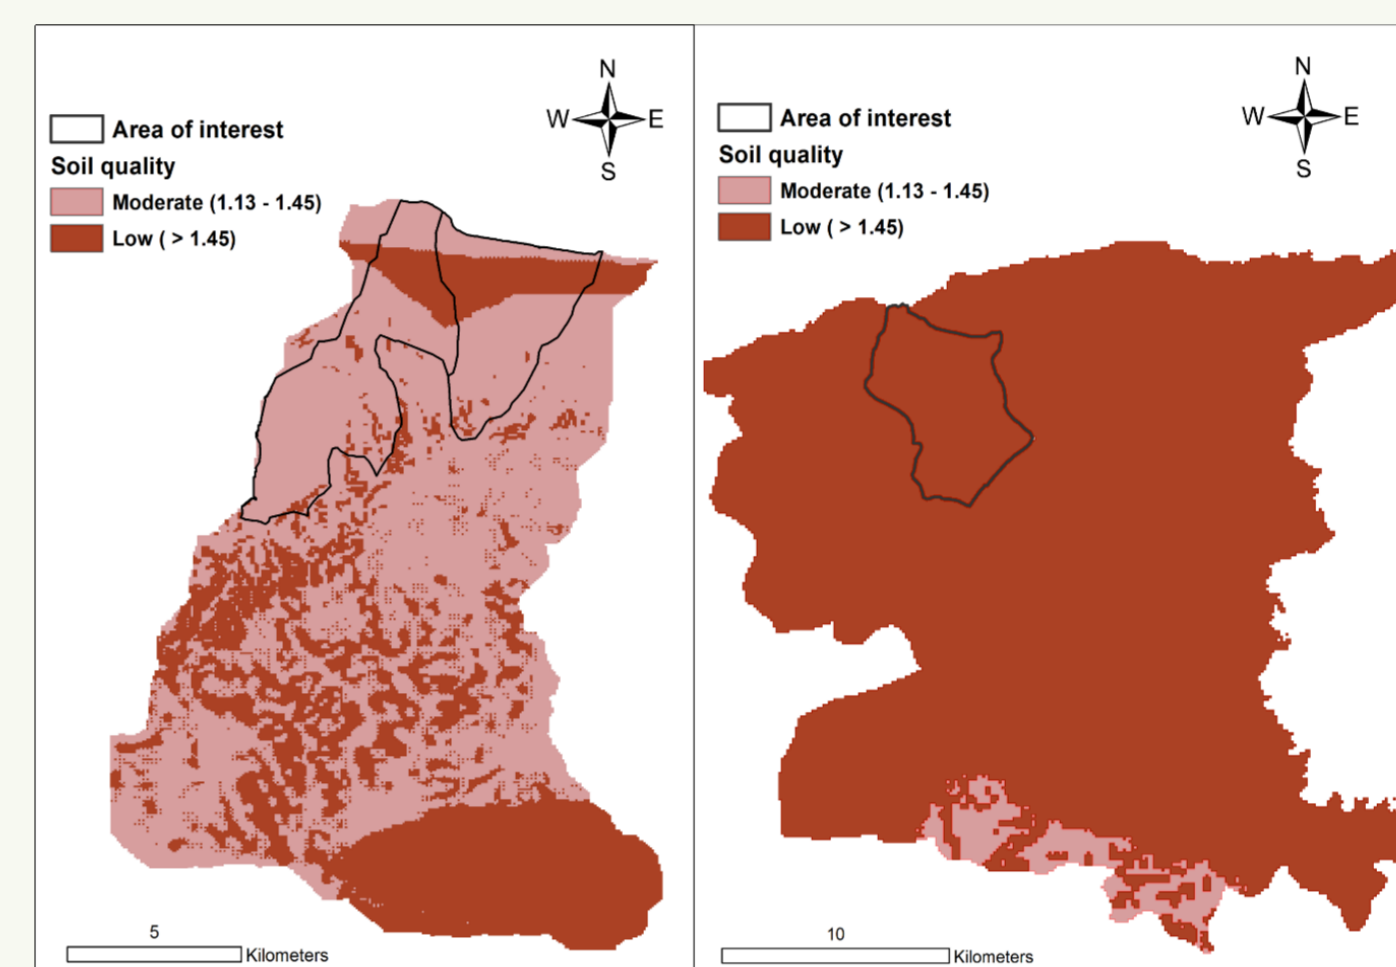 N
W E
S
Area of interest
Soil quality
Moderate (1.13 - 1.45)
Low ( > 1.45)
5
Kilometers
N
W E
S
Area of interest
Soil quality
Moderate (1.13 - 1.45)
Low ( > 1.45)
10
Kilometers